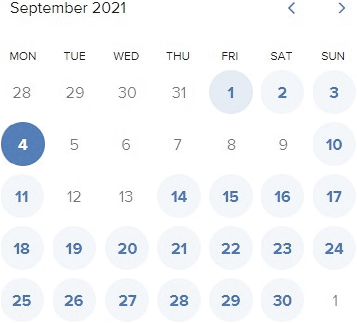 September 2021
MON TUE WED THU FRI SAT SUN
28 29 30 31 1 2 3
4 5 6 7 8 9 10
11 12 13 14 15 16 17
18 19 20 21 22 23 24
25 26 27 28 29 30 1